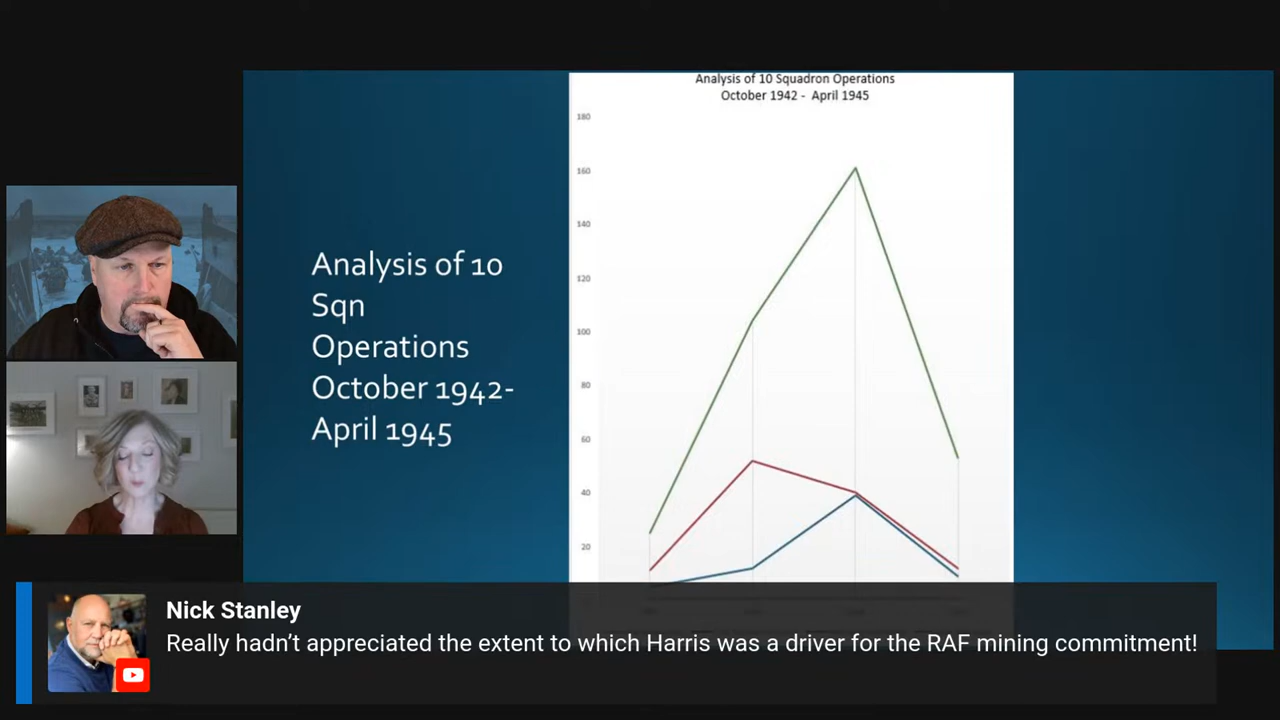 Analysis of 10 Squadron Operations
October 1942 - April 1945
180
160
140
120
100
80
60
40
20
Analysis of 10
Sqn
Operations
October 1942-
April 1945
Nick Stanley
Really hadn’t appreciated the extent to which Harris was a driver for the RAF mining commitment!